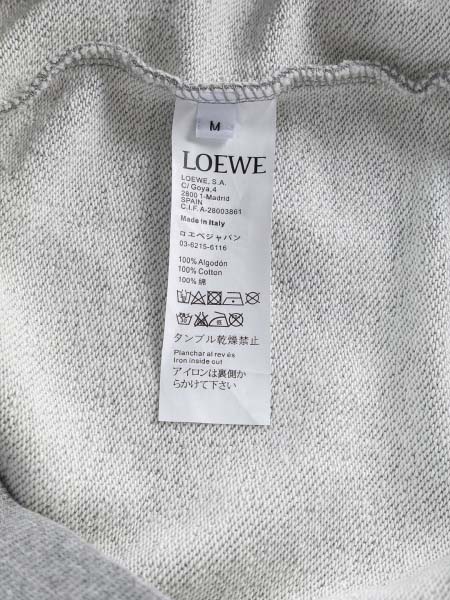 M
LOEWE
LOEWE, S.A.
C/ Goya,4
2800 1-Madrid
SPAIN
C.I.F. A-28003861
Made in Italy
ロエベジャパン
03-6215-6116
100% Algodón
100% Cotton
100% 綿
タンブル乾燥禁止
Planchar al rev és
Iron inside out
アイロンは裏側か
らかけて下さい